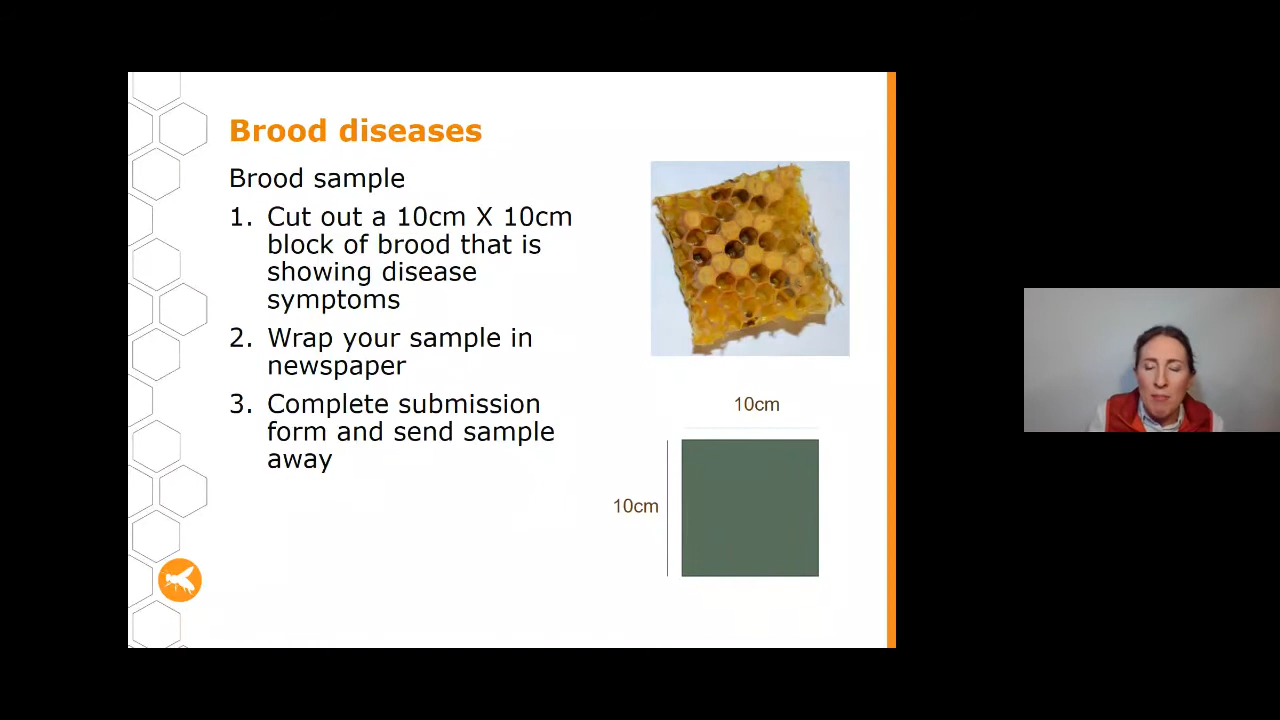 Brood diseases
Brood sample
1. Cut out a 10cm X 10cm
block of brood that is
showing disease
symptoms
2. Wrap your sample in
newspaper
3. Complete submission
form and send sample
away
10cm
10cm